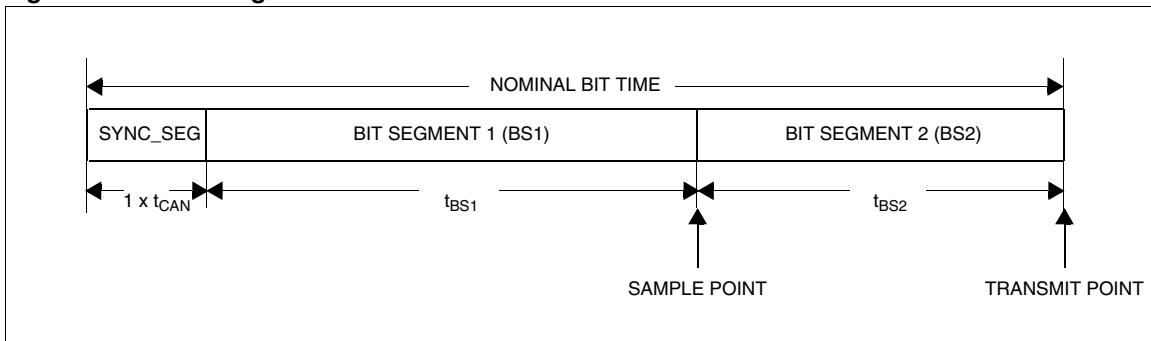 NOMINAL BIT TIME
SYNC_SEG BIT SEGMENT 1 (BS1) BIT SEGMENT 2 (BS2)
1 x tCAN tBS1 tBS2
SAMPLE POINT TRANSMIT POINT